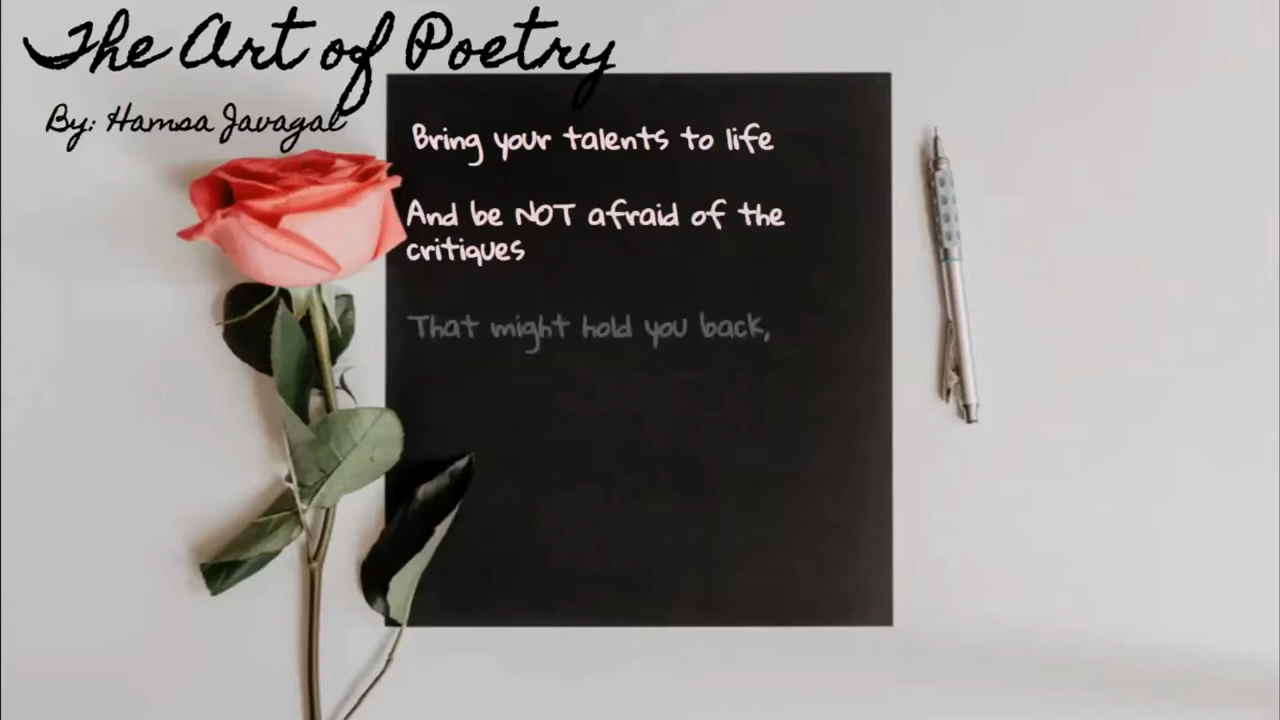 The Art of Poetry
By: Hamsa Javagal
Bring your talents to life
And be NOT afraid of the
critiques
That might hold you back,